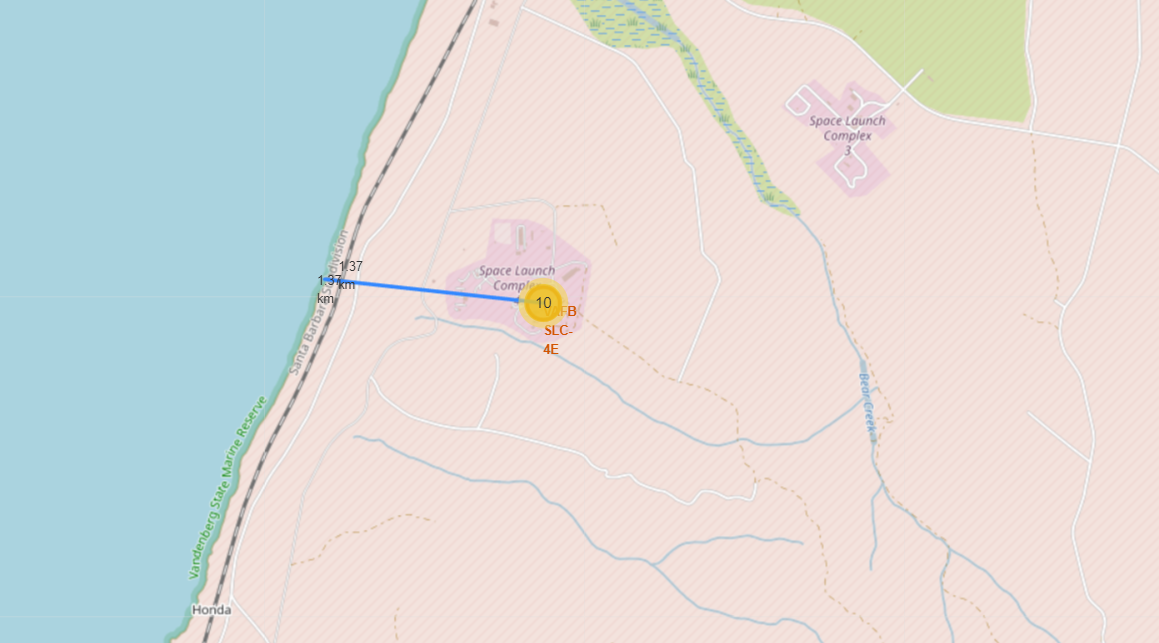 Space Launch
Complex
3
Santa Barbara Subdivision
1.37
km
1.37
km
Space Launch
10
SLC-
4E
Bear Creek
Vandenberg State Marine Reserve
Honda